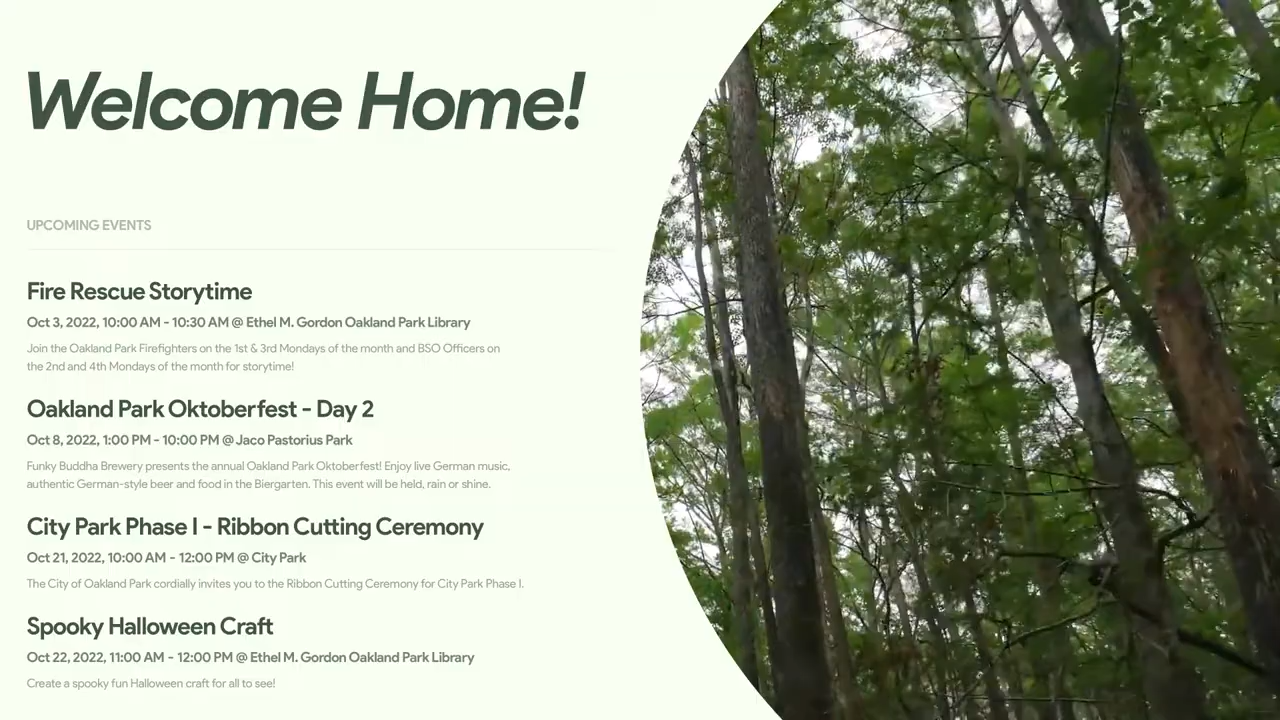 Welcome Home!
UPCOMING EVENTS
Fire Rescue Storytime
Oct 3, 2022, 10:00 AM - 10:30 AM @ Ethel M. Gordon Oakland Park Library
Join the Oakland Park Firefighters on the 1st & 3rd Mondays of the month and BSO Officers on
the 2nd and 4th Mondays of the month for storytime!
Oakland Park Oktoberfest - Day 2
Oct 8, 2022, 1:00 PM - 10:00 PM @ Jaco Pastorius Park
Funky Buddha Brewery presents the annual Oakland Park Oktoberfest! Enjoy live German music,
authentic German-style beer and food in the Biergarten. This event will be held, rain or shine.
City Park Phase I - Ribbon Cutting Ceremony
Oct 21, 2022, 10:00 AM - 12:00 PM @ City Park
The City of Oakland Park cordially invites you to the Ribbon Cutting Ceremony for City Park Phase I.
Spooky Halloween Craft
Oct 22, 2022, 11:00 AM - 12:00 PM @ Ethel M. Gordon Oakland Park Library
Create a spooky fun Halloween craft for all to see!